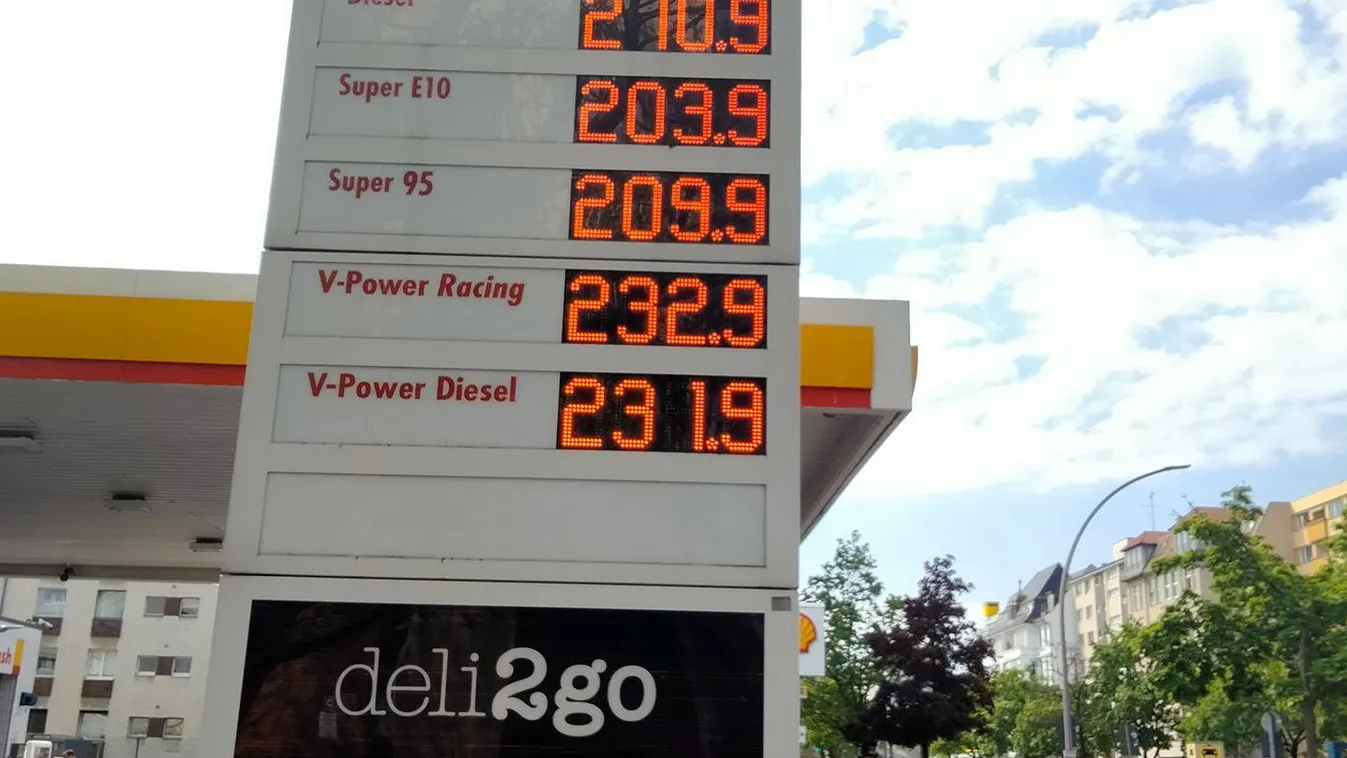 Diesel 210.9
Super E10 203.9
Super 95 209.9
V-Power Racing 232.9
V-Power Diesel 231.9
deli2go